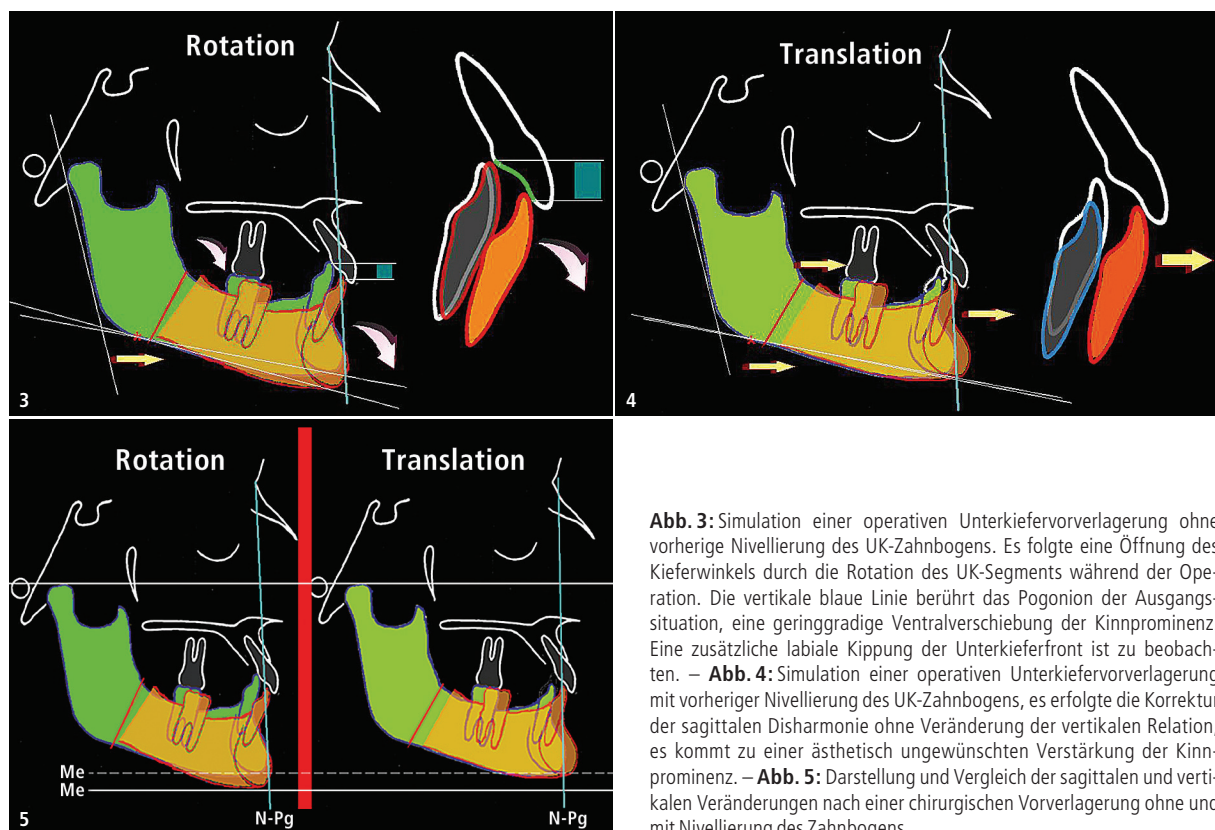 Rotation
3
Translation
4
Rotation
Translation
Me
Me
5
N-Pg
N-Pg
Abb. 3: Simulation einer operativen Unterkiefervorverlagerung ohne
vorherige Nivellierung des UK-Zahnbogens. Es folgte eine Öffnung des
Kieferwinkels durch die Rotation des UK-Segments während der Ope-
ration. Die vertikale blaue Linie berührt das Pogonion der Ausgangs-
situation, eine geringgradige Ventralverschiebung der Kinnprominenz
Eine zusätzliche labiale Kippung der Unterkieferfront ist zu beobach-
ten. – Abb. 4: Simulation einer operativen Unterkiefervorverlagerung
mit vorheriger Nivellierung des UK-Zahnbogens, es erfolgte die Korrektur
der sagittalen Disharmonie ohne Veränderung der vertikalen Relation,
es kommt zu einer ästhetisch ungewünschten Verstärkung der Kinn-
prominenz. – Abb. 5: Darstellung und Vergleich der sagittalen und verti-
kalen Veränderungen nach einer chirurgischen Vorverlagerung ohne und
mit Nivellierung des Zahnbogens